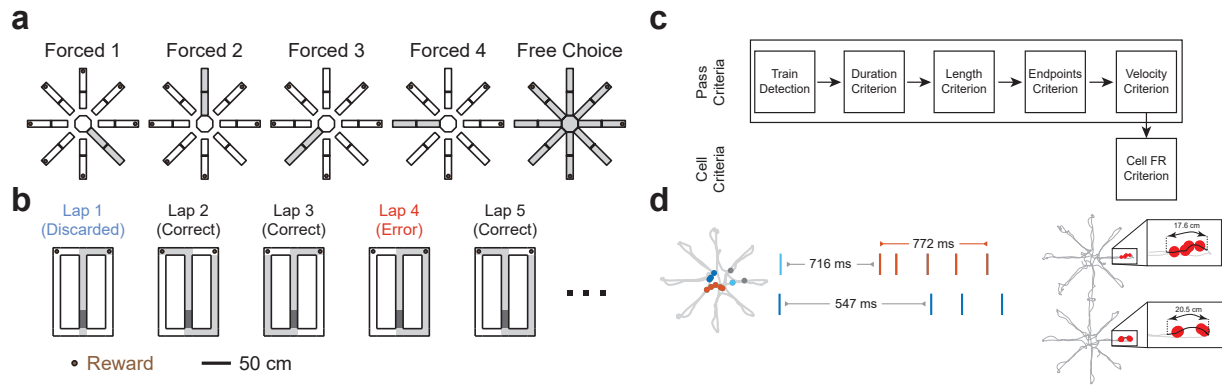 a
Forced 1
Forced 2
Forced 3
Forced 4
Free Choice
b
Lap 1
(Discarded)
Lap 2
(Correct)
Lap 3
(Correct)
Lap 4
(Error)
Lap 5
(Correct)
Reward
50 cm
c
Pass
Criteria
Train
Detection
Duration
Criterion
Length
Criterion
Endpoints
Criterion
Velocity
Criterion
Cell
Criteria
Cell FR
Criterion
d
716 ms
772 ms
547 ms
17.6 cm
20.5 cm